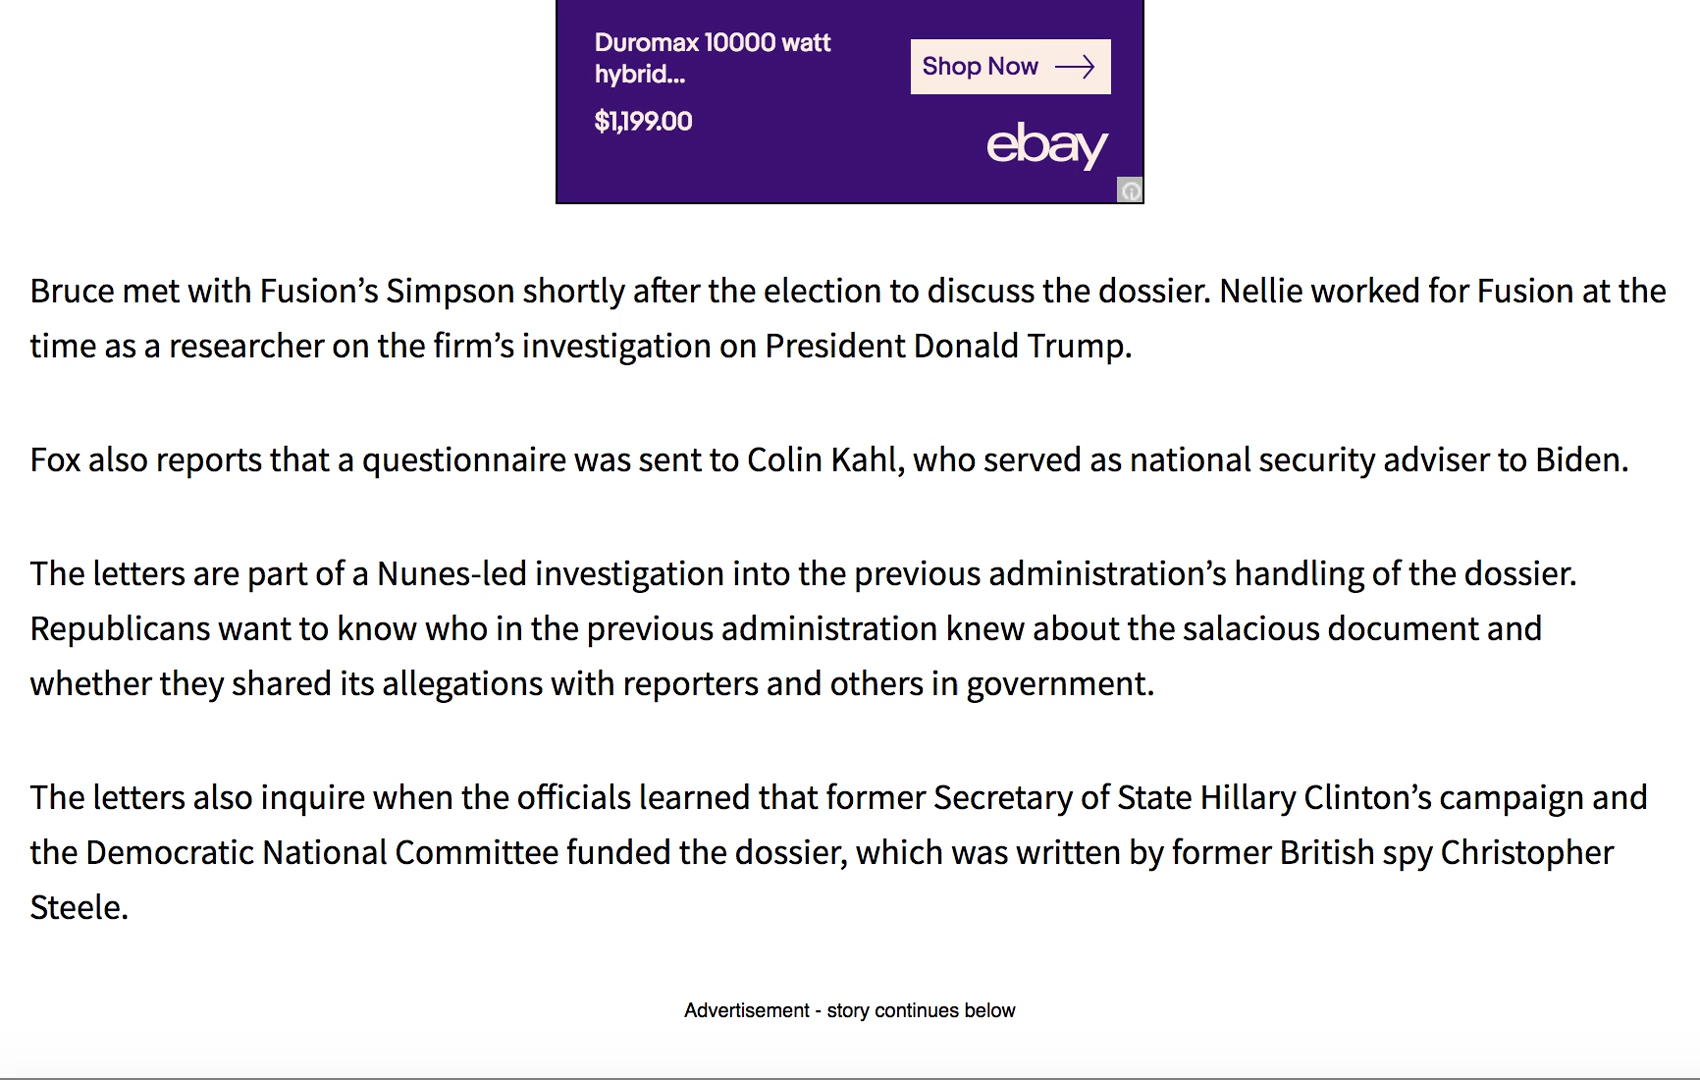 Duromax 10000 watt
hybrid...
$1,199.00
Shop Now
ebay
Bruce met with Fusion’s Simpson shortly after the election to discuss the dossier. Nellie worked for Fusion at the
time as a researcher on the firm’s investigation on President Donald Trump.
Fox also reports that a questionnaire was sent to Colin Kahl, who served as national security adviser to Biden.
The letters are part of a Nunes-led investigation into the previous administration’s handling of the dossier.
Republicans want to know who in the previous administration knew about the salacious document and
whether they shared its allegations with reporters and others in government.
The letters also inquire when the officials learned that former Secretary of State Hillary Clinton’s campaign and
the Democratic National Committee funded the dossier, which was written by former British spy Christopher
Steele.
Advertisement - story continues below